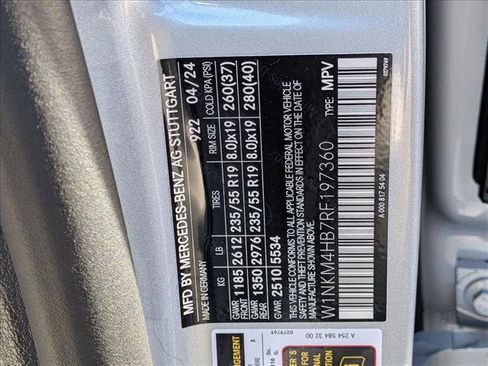 MFD BY MERCEDES-BENZ AG STUTTGART
MADE IN GERMANY 922 04/24
KG LB TIRES RIM SIZE COLD KPA(PSI)
GAWR FRONT 1185 2612 235/55 R19 8.0Jx19 260(37)
GAWR REAR 1350 2976 235/55 R19 8.0Jx19 280(40)
GVWR 2510 5534
THIS VEHICLE CONFORMS TO ALL APPLICABLE FEDERAL MOTOR VEHICLE
SAFETY AND THEFT PREVENTION STANDARDS IN EFFECT ON THE DATE OF
MANUFACTURE SHOWN ABOVE.
W1NKM4HB7RF197360 TYPE: MPV
A 000 817 54 04
0279769
A 254 584 32 00
0279769